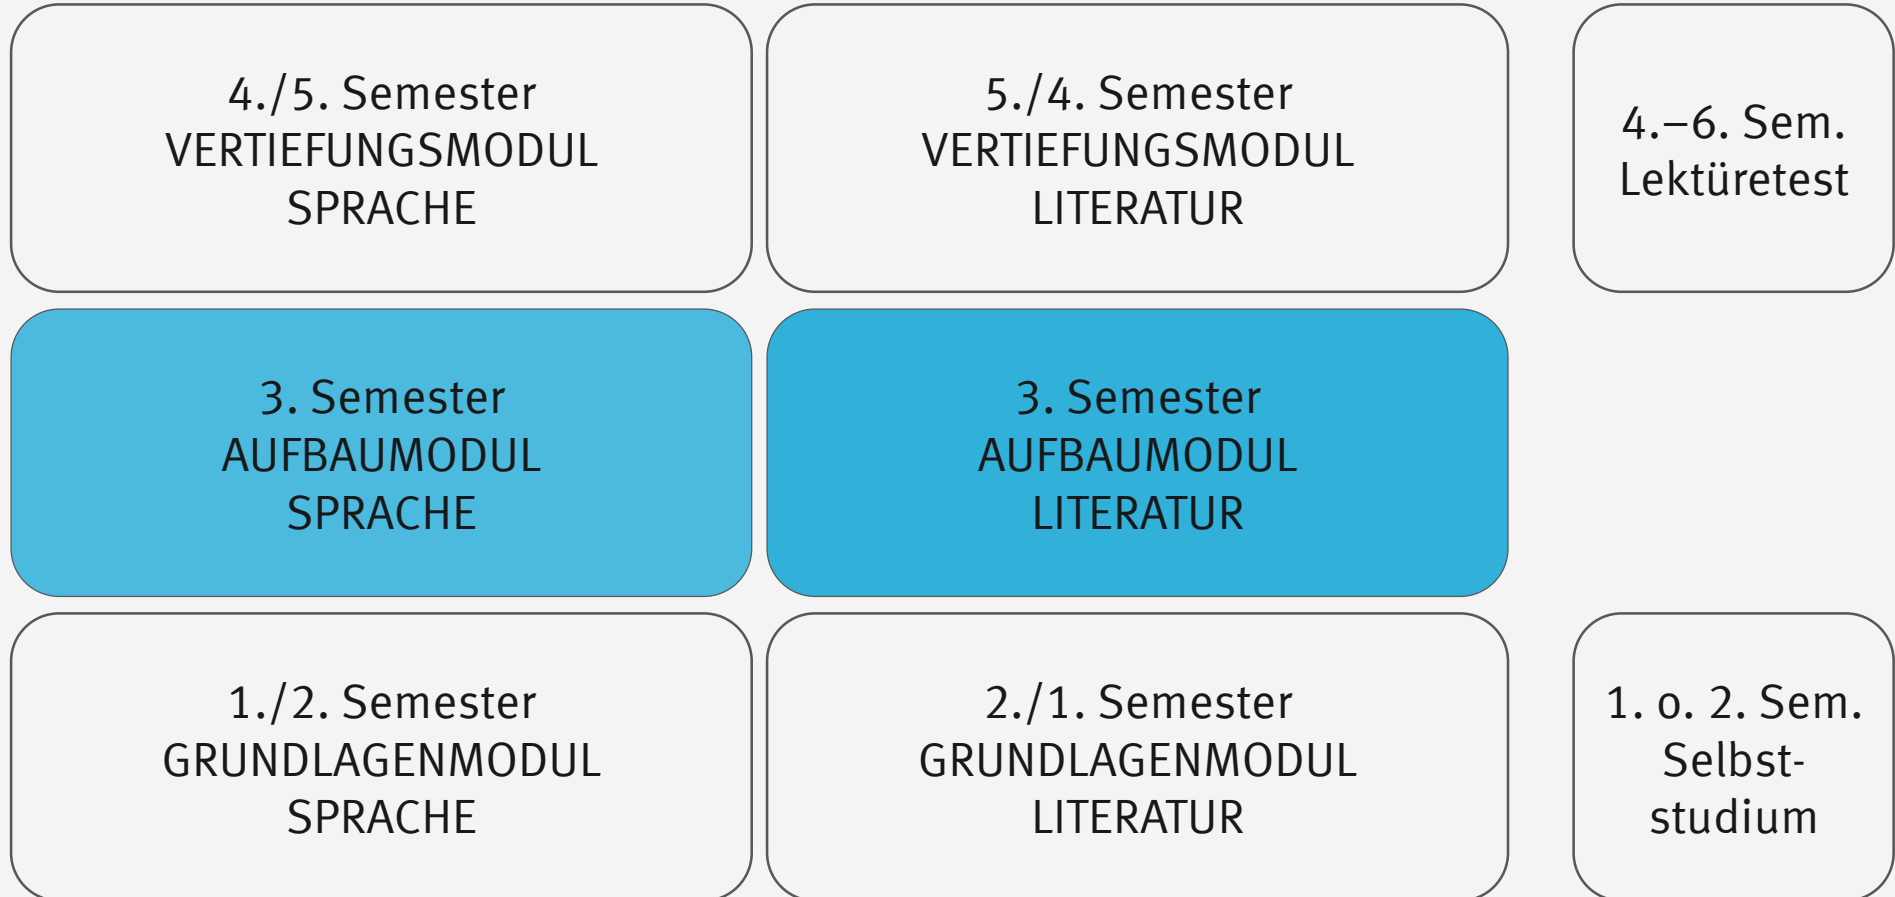 4./5. Semester
VERTIEFUNGSMODUL
SPRACHE
5./4. Semester
VERTIEFUNGSMODUL
LITERATUR
4.–6. Sem.
Lektüretest
3. Semester
AUFBAUMODUL
SPRACHE
3. Semester
AUFBAUMODUL
LITERATUR
1./2. Semester
GRUNDLAGENMODUL
SPRACHE
2./1. Semester
GRUNDLAGENMODUL
LITERATUR
1. o. 2. Sem.
Selbst-
studium